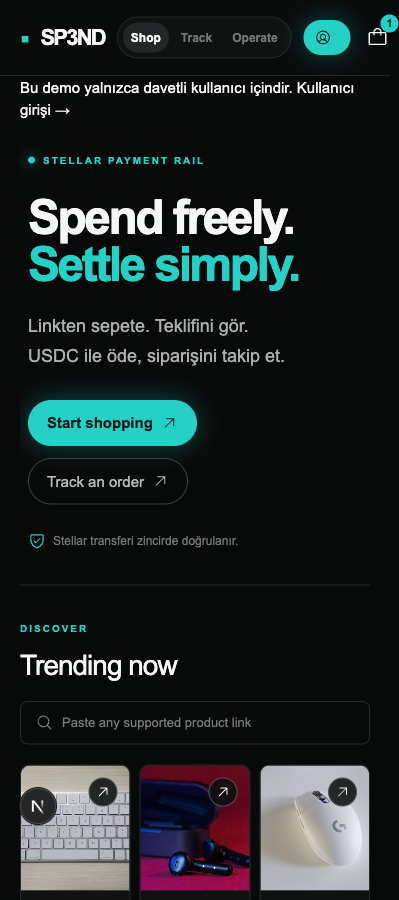 SP3ND
Shop
Track
Operate
1
Bu demo yalnızca davetli kullanıcı içindir. Kullanıcı
girişi →
STELLAR PAYMENT RAIL
Spend freely.
Settle simply.
Linkten sepete. Teklifini gör.
USDC ile öde, siparişini takip et.
Start shopping
Track an order
Stellar transferi zincirde doğrulanır.
DISCOVER
Trending now
Paste any supported product link
N
G